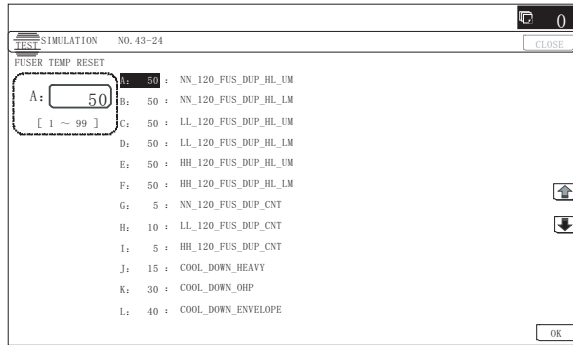 0
TEST SIMULATION NO. 43-24
CLOSE
FUSER TEMP RESET
A: 50
[ 1 ～ 99 ]
A: 50 : NN_120_FUS_DUP_HL_UM
B: 50 : NN_120_FUS_DUP_HL_LM
C: 50 : LL_120_FUS_DUP_HL_UM
D: 50 : LL_120_FUS_DUP_HL_LM
E: 50 : HH_120_FUS_DUP_HL_UM
F: 50 : HH_120_FUS_DUP_HL_LM
G: 5 : NN_120_FUS_DUP_CNT
H: 10 : LL_120_FUS_DUP_CNT
I: 5 : HH_120_FUS_DUP_CNT
J: 15 : COOL_DOWN_HEAVY
K: 30 : COOL_DOWN_OHP
L: 40 : COOL_DOWN_ENVELOPE
OK